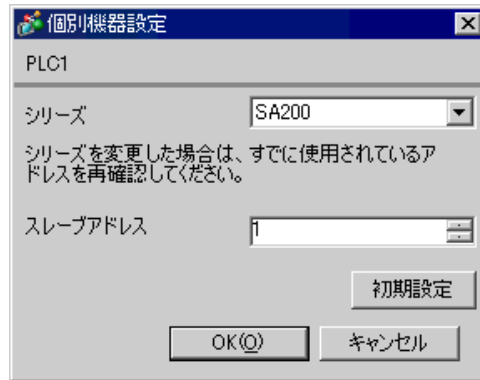 個別機器設定
PLC1
シリーズ SA200
シリーズを変更した場合は、すでに使用されているア
ドレスを再確認してください。
スレーブアドレス 1
初期設定
OK(O) キャンセル